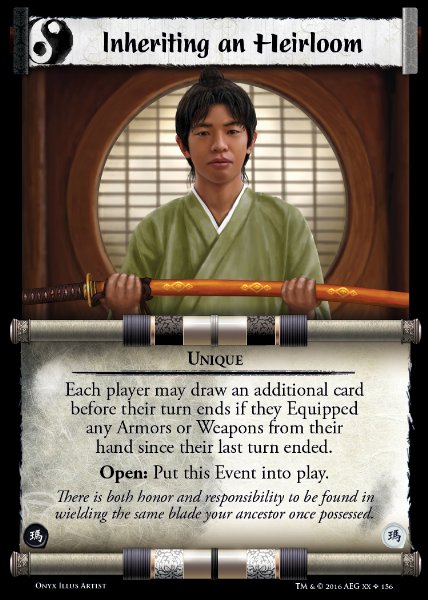 Inheriting an Heirloom
Unique
Each player may draw an additional card
before their turn ends if they Equipped
any Armors or Weapons from their
hand since their last turn ended.
Open: Put this Event into play.
There is both honor and responsibility to be found in
wielding the same blade your ancestor once possessed.
瑪
瑪
Onyx Illus Artist
TM & © 2016 AEG XX ❖ 156